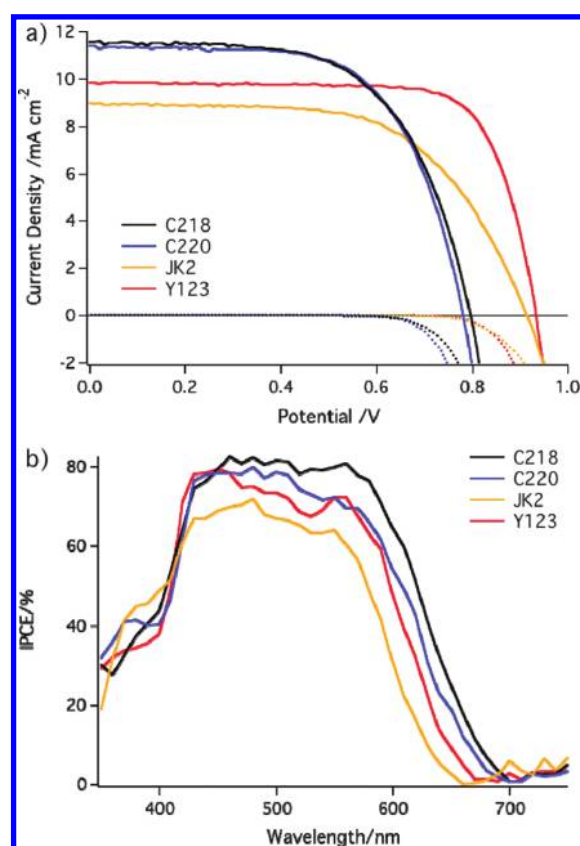 a)
12
10
8
6
4
2
0
-2
Current Density /mA cm-2
C218
C220
JK2
Y123
0.0
0.2
0.4
0.6
0.8
1.0
Potential /V
b)
80
60
40
20
0
IPCE/%
C218
C220
JK2
Y123
400
500
600
700
Wavelength/nm